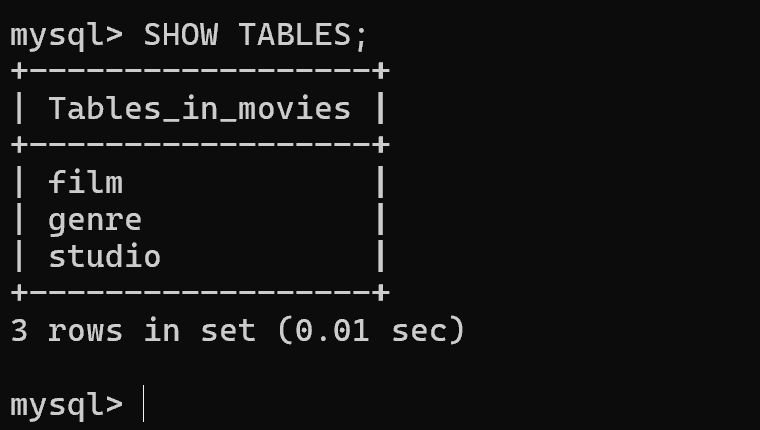 mysql> SHOW TABLES;
+------------------+
| Tables_in_movies |
+------------------+
| film             |
| genre            |
| studio           |
+------------------+
3 rows in set (0.01 sec)
mysql>